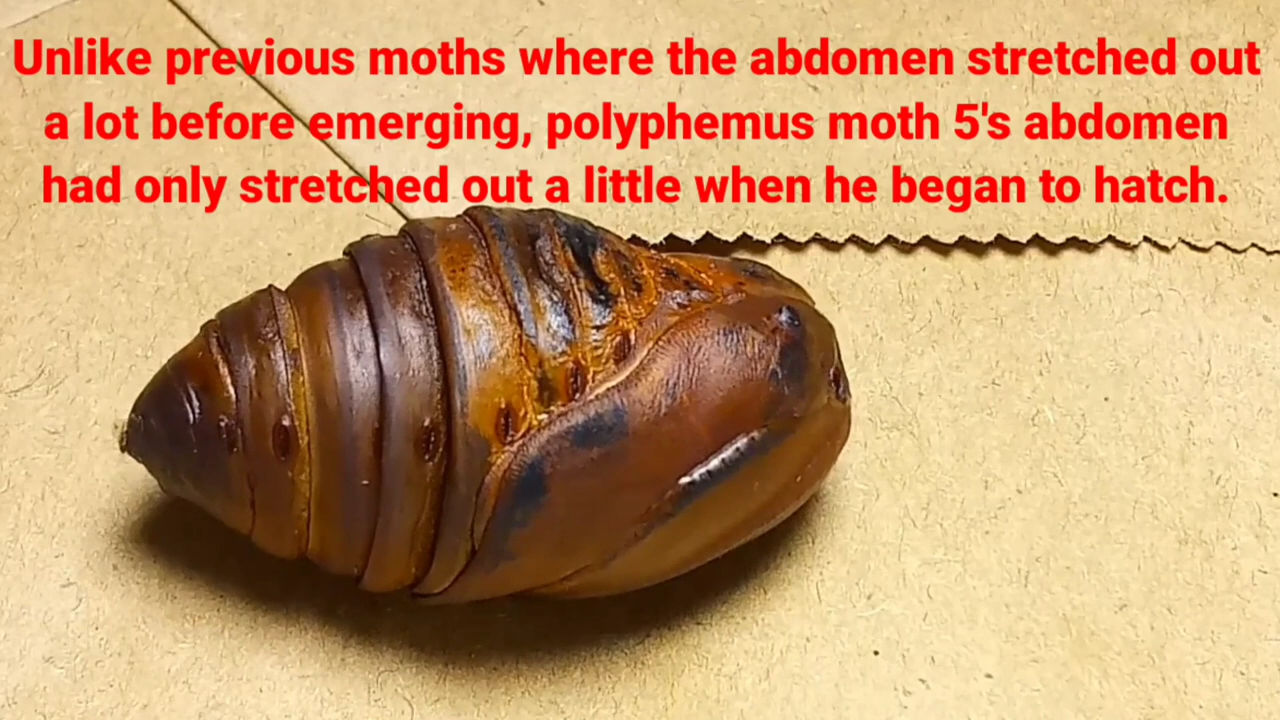 Unlike previous moths where the abdomen stretched out
a lot before emerging, polyphemus moth 5's abdomen
had only stretched out a little when he began to hatch.